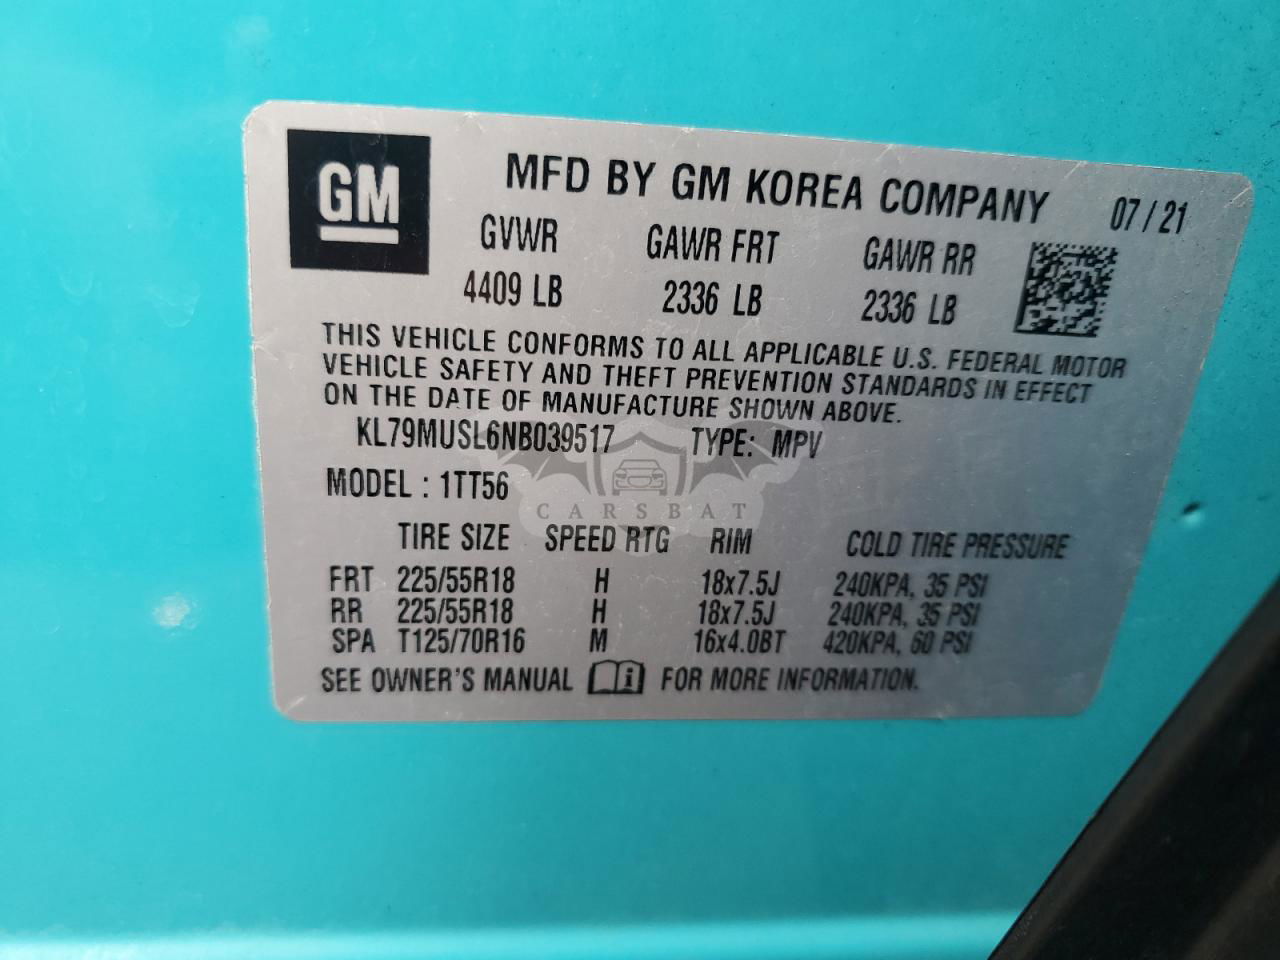 GM
MFD BY GM KOREA COMPANY 07/21
GVWR GAWR FRT GAWR RR
4409 LB 2336 LB 2336 LB
THIS VEHICLE CONFORMS TO ALL APPLICABLE U.S. FEDERAL MOTOR
VEHICLE SAFETY AND THEFT PREVENTION STANDARDS IN EFFECT
ON THE DATE OF MANUFACTURE SHOWN ABOVE.
KL79MUSL6NB039517 TYPE: MPV
MODEL : 1TT56
CARSBAT
TIRE SIZE SPEED RTG RIM COLD TIRE PRESSURE
FRT 225/55R18 H 18x7.5J 240KPA, 35 PSI
RR 225/55R18 H 18x7.5J 240KPA, 35 PSI
SPA T125/70R16 M 16x4.0BT 420KPA, 60 PSI
SEE OWNER'S MANUAL i FOR MORE INFORMATION.